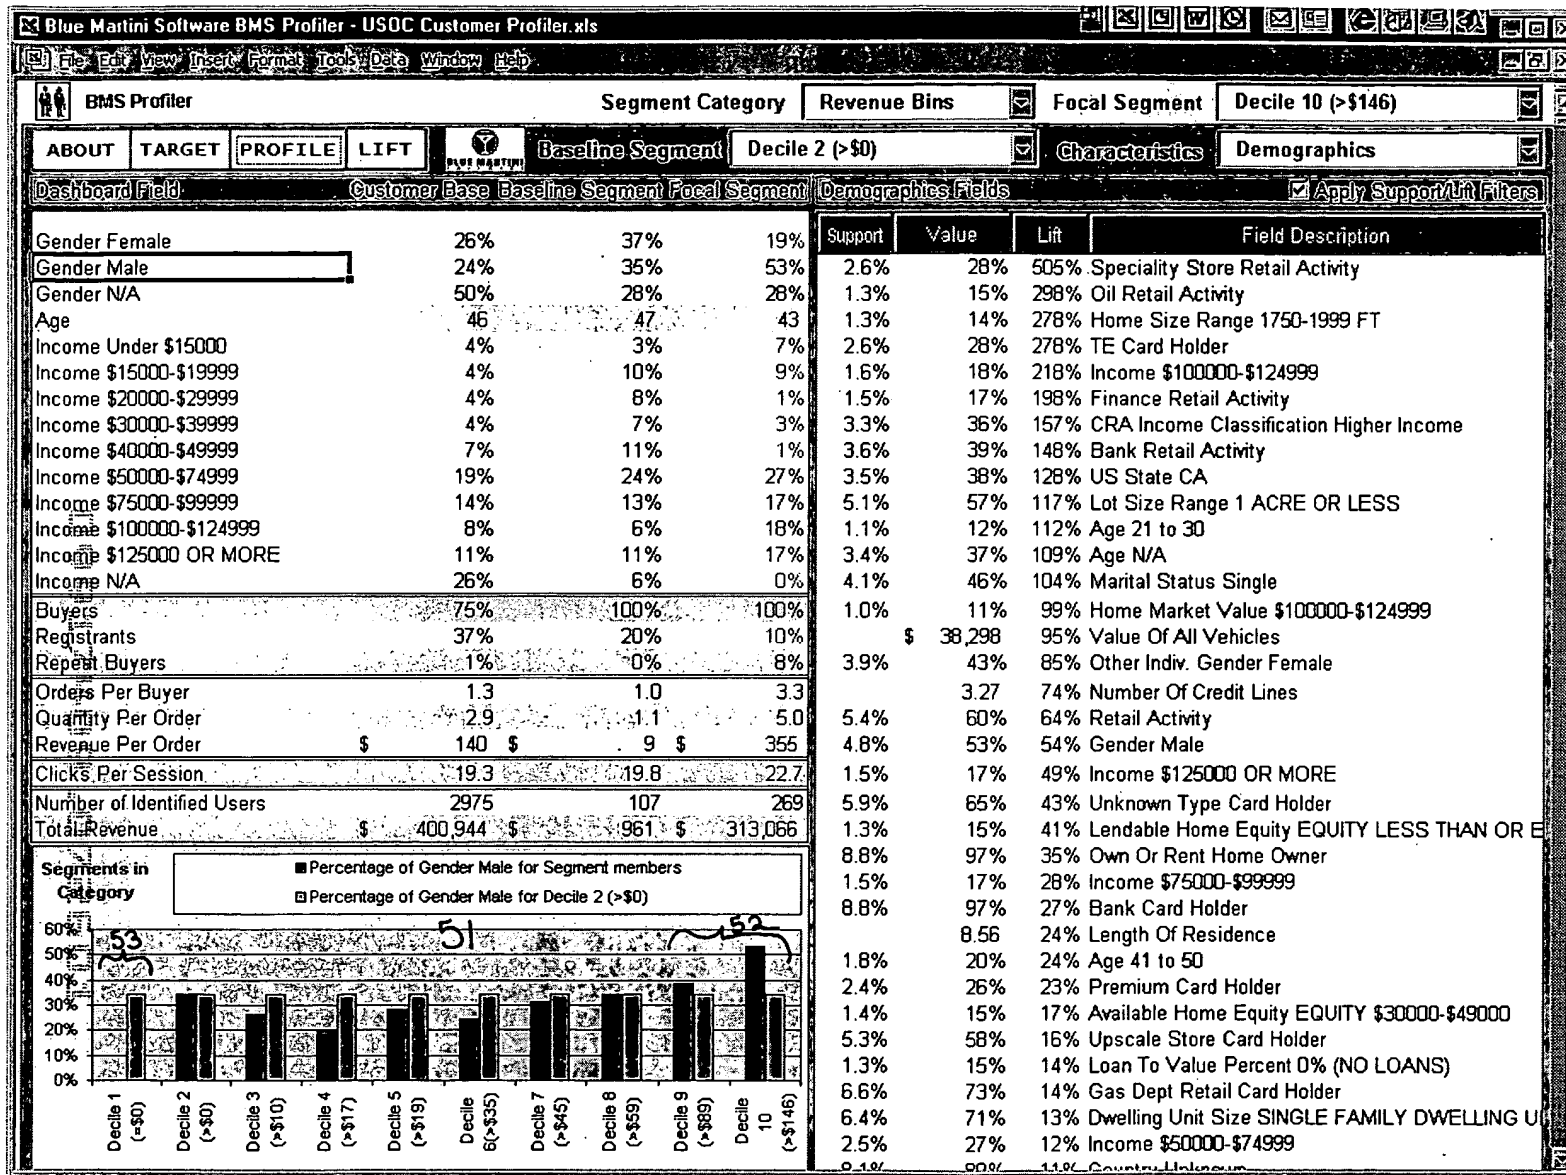 Blue Martini Software BMS Profiler - USOC Customer Profiler.xls
File Edit View Insert Format Tools Data Window Help
BMS Profiler Segment Category Revenue Bins Focal Segment Decile 10 (>$146)
ABOUT TARGET PROFILE LIFT BLUE MARTINI Baseline Segment Decile 2 (>$0) Characteristics Demographics
Dashboard Field Customer Base Baseline Segment Focal Segment Demographics Fields Apply Support/Lift Filters
Support Value Lift Field Description
Gender Female 26% 37% 19%
Gender Male 24% 35% 53%
Gender N/A 50% 28% 28%
Age 46 47 43
Income Under $15000 4% 3% 7%
Income $15000-$19999 4% 10% 9%
Income $20000-$29999 4% 8% 1%
Income $30000-$39999 4% 7% 3%
Income $40000-$49999 7% 11% 1%
Income $50000-$74999 19% 24% 27%
Income $75000-$99999 14% 13% 17%
Income $100000-$124999 8% 6% 18%
Income $125000 OR MORE 11% 11% 17%
Income N/A 26% 6% 0%
Buyers 75% 100% 100%
Registrants 37% 20% 10%
Repeat Buyers 1% 0% 8%
Orders Per Buyer 1.3 1.0 3.3
Quantity Per Order 2.9 1.1 5.0
Revenue Per Order $ 140 $ 9 $ 355
Clicks Per Session 19.3 19.8 22.7
Number of Identified Users 2975 107 269
Total Revenue $ 400,944 $ 961 $ 313,066
2.6% 28% 505% Speciality Store Retail Activity
1.3% 15% 298% Oil Retail Activity
1.3% 14% 278% Home Size Range 1750-1999 FT
2.6% 28% 278% TE Card Holder
1.6% 18% 218% Income $100000-$124999
1.5% 17% 198% Finance Retail Activity
3.3% 36% 157% CRA Income Classification Higher Income
3.6% 39% 148% Bank Retail Activity
3.5% 38% 128% US State CA
5.1% 57% 117% Lot Size Range 1 ACRE OR LESS
1.1% 12% 112% Age 21 to 30
3.4% 37% 109% Age N/A
4.1% 46% 104% Marital Status Single
1.0% 11% 99% Home Market Value $100000-$124999
$ 38,298 95% Value Of All Vehicles
3.9% 43% 85% Other Indiv. Gender Female
3.27 74% Number Of Credit Lines
5.4% 60% 64% Retail Activity
4.8% 53% 54% Gender Male
1.5% 17% 49% Income $125000 OR MORE
5.9% 65% 43% Unknown Type Card Holder
1.3% 15% 41% Lendable Home Equity EQUITY LESS THAN OR E
8.8% 97% 35% Own Or Rent Home Owner
1.5% 17% 28% Income $75000-$99999
8.8% 97% 27% Bank Card Holder
8.56 24% Length Of Residence
1.8% 20% 24% Age 41 to 50
2.4% 26% 23% Premium Card Holder
1.4% 15% 17% Available Home Equity EQUITY $30000-$49000
5.3% 58% 16% Upscale Store Card Holder
1.3% 15% 14% Loan To Value Percent 0% (NO LOANS)
6.6% 73% 14% Gas Dept Retail Card Holder
6.4% 71% 13% Dwelling Unit Size SINGLE FAMILY DWELLING U
2.5% 27% 12% Income $50000-$74999
Segments in Category
Percentage of Gender Male for Segment members
Percentage of Gender Male for Decile 2 (>$0)
53 51 52
60%
50%
40%
30%
20%
10%
0%
Decile 1 (=$0)
Decile 2 (>$0)
Decile 3 (>$10)
Decile 4 (>$17)
Decile 5 (>$19)
Decile 6(>$35)
Decile 7 (>$45)
Decile 8 (>$59)
Decile 9 (>$89)
Decile 10 (>$146)